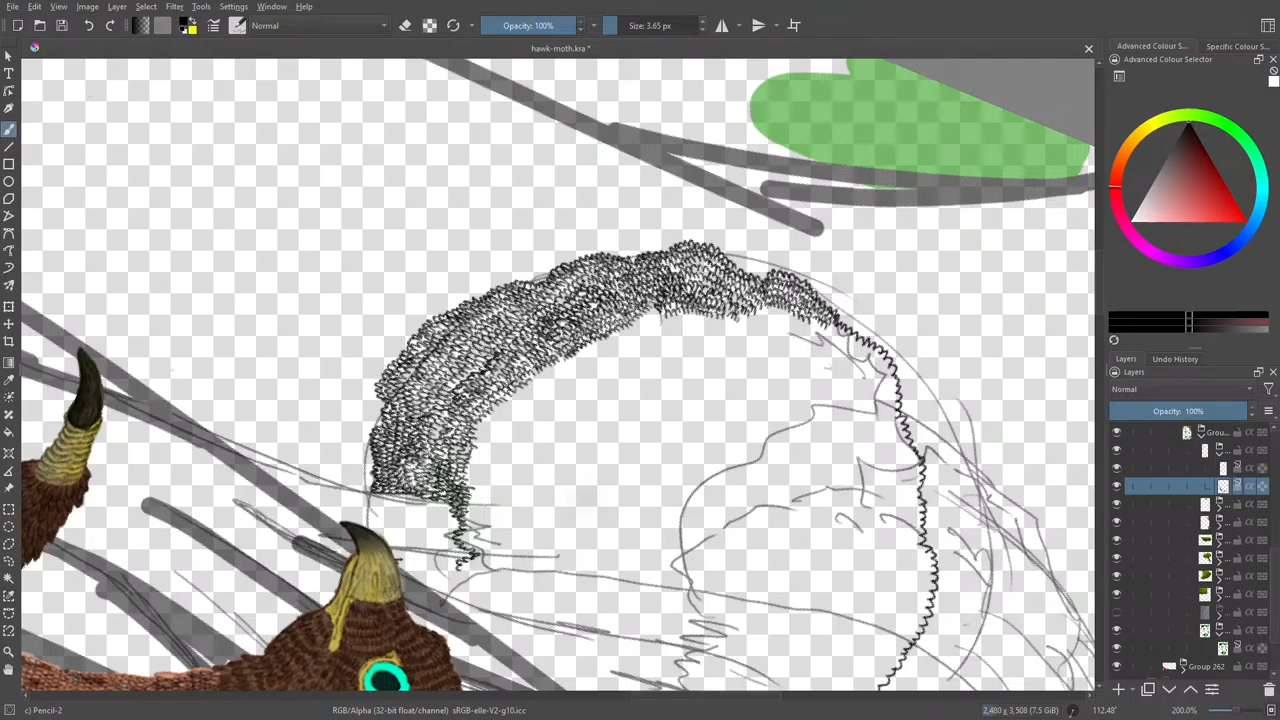 File Edit View Image Layer Select Filter Tools Settings Window Help
Normal Opacity: 100% Size: 3.65 px
hawk-moth.kra *
Advanced Colour S... Specific Colour S...
Advanced Colour Selector
Layers Undo History
Layers
Normal
Opacity: 100%
Grou...
Group 262
c) Pencil-2 RGB/Alpha (32-bit float/channel) sRGB-elle-V2-g10.icc 2,480 x 3,508 (7.5 GiB) 112.48° 200.0%